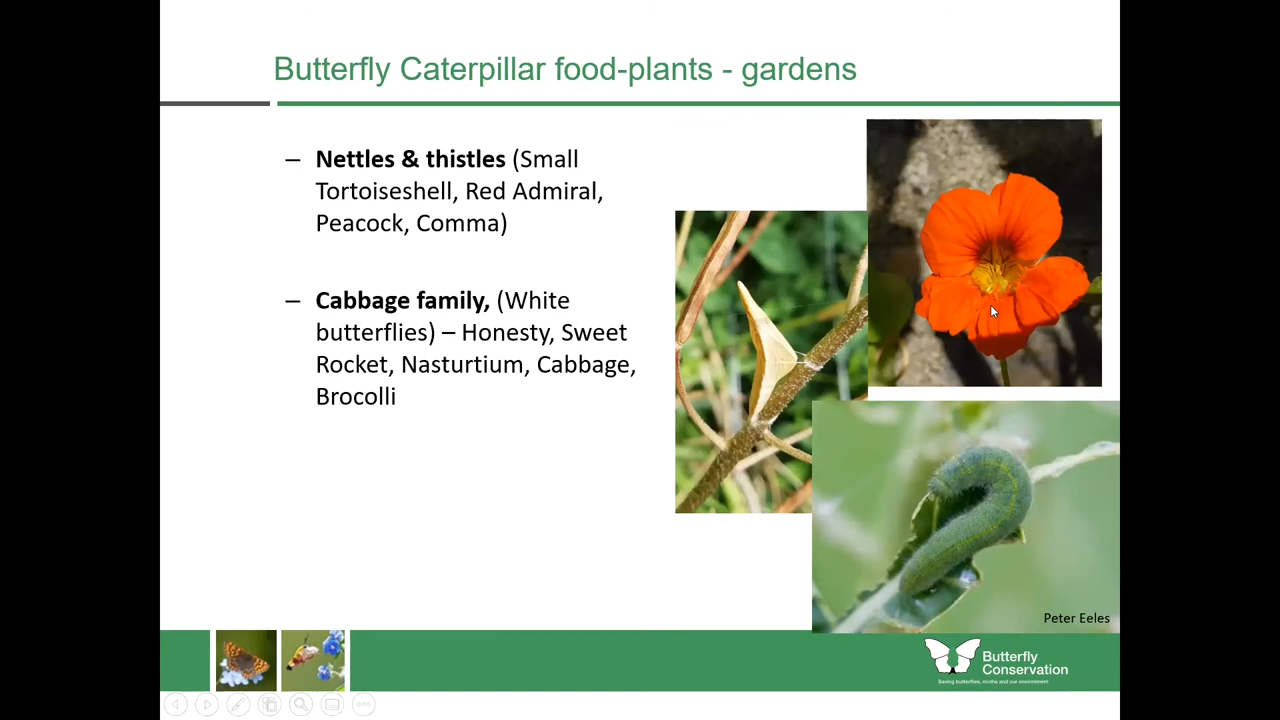 Butterfly Caterpillar food-plants - gardens
– Nettles & thistles (Small
Tortoiseshell, Red Admiral,
Peacock, Comma)
– Cabbage family, (White
butterflies) – Honesty, Sweet
Rocket, Nasturtium, Cabbage,
Brocolli
Peter Eeles
Butterfly
Conservation
Saving butterflies, moths and our environment